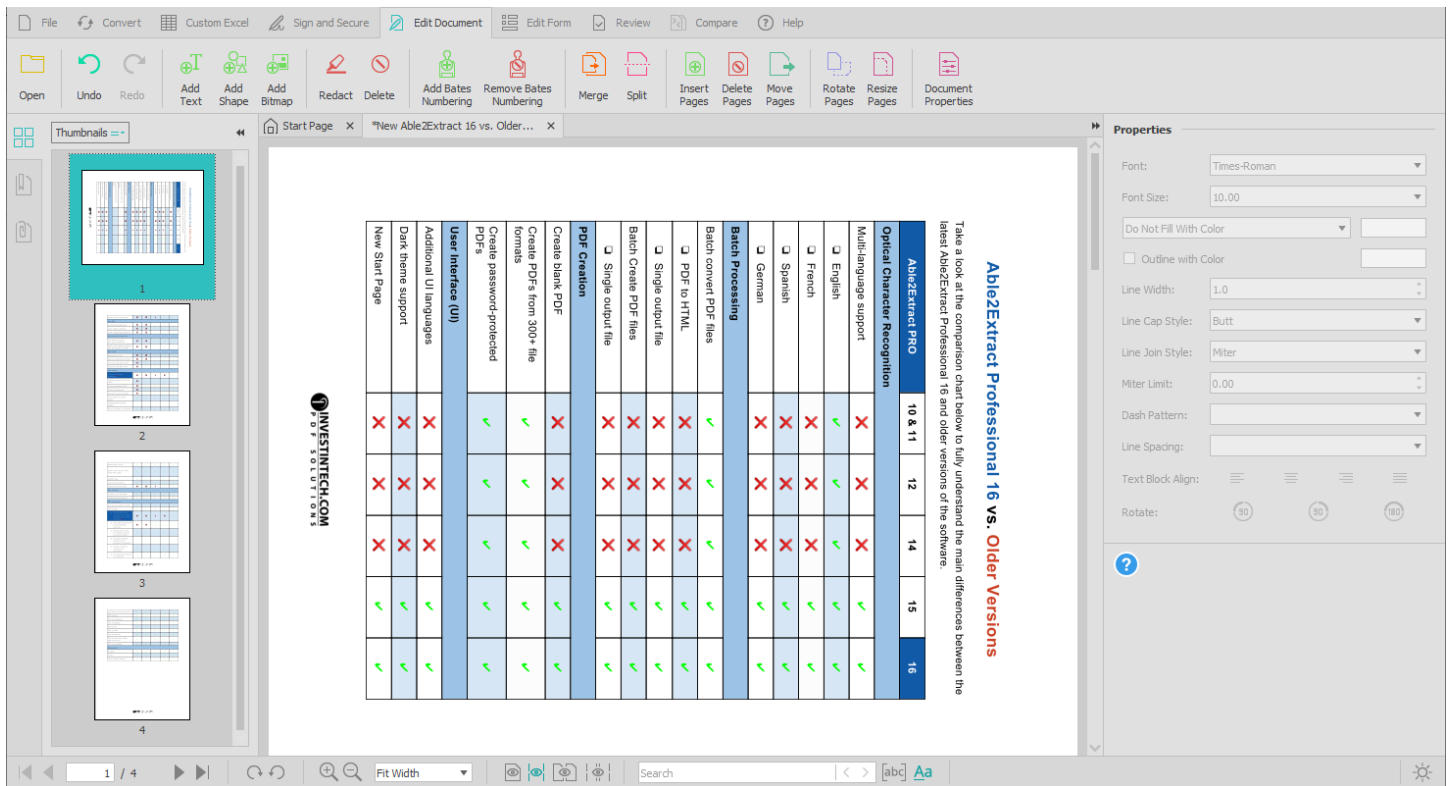 File
Convert
Custom Excel
Sign and Secure
Edit Document
Edit Form
Review
Compare
Help
Open
Undo
Redo
Add Text
Add Shape
Add Bitmap
Redact
Delete
Add Bates Numbering
Remove Bates Numbering
Merge
Split
Insert Pages
Delete Pages
Move Pages
Rotate Pages
Resize Pages
Document Properties
Thumbnails
1
2
3
4
Start Page
*New Able2Extract 16 vs. Older...
Able2Extract Professional 16 vs. Older Versions
Take a look at the comparison chart below to fully understand the main differences between the
latest Able2Extract Professional 16 and older versions of the software.
Able2Extract PRO 10 & 11 12 14 15 16
Optical Character Recognition
Multi-language support
English
French
Spanish
German
Batch Processing
Batch convert PDF files
PDF to HTML
Single output file
Batch Create PDF files
Single output file
PDF Creation
Create blank PDF
Create PDFs from 300+ file
formats
Create password-protected
PDFs
User Interface (UI)
Additional UI languages
Dark theme support
New Start Page
INVESTINTECH.COM
PDF SOLUTIONS
Properties
Font: Times-Roman
Font Size: 10.00
Do Not Fill With Color
Outline with Color
Line Width: 1.0
Line Cap Style: Butt
Line Join Style: Miter
Miter Limit: 0.00
Dash Pattern:
Line Spacing:
Text Block Align:
Rotate: 90 90 180
?
1 / 4
Fit Width
Search
[abc]
Aa